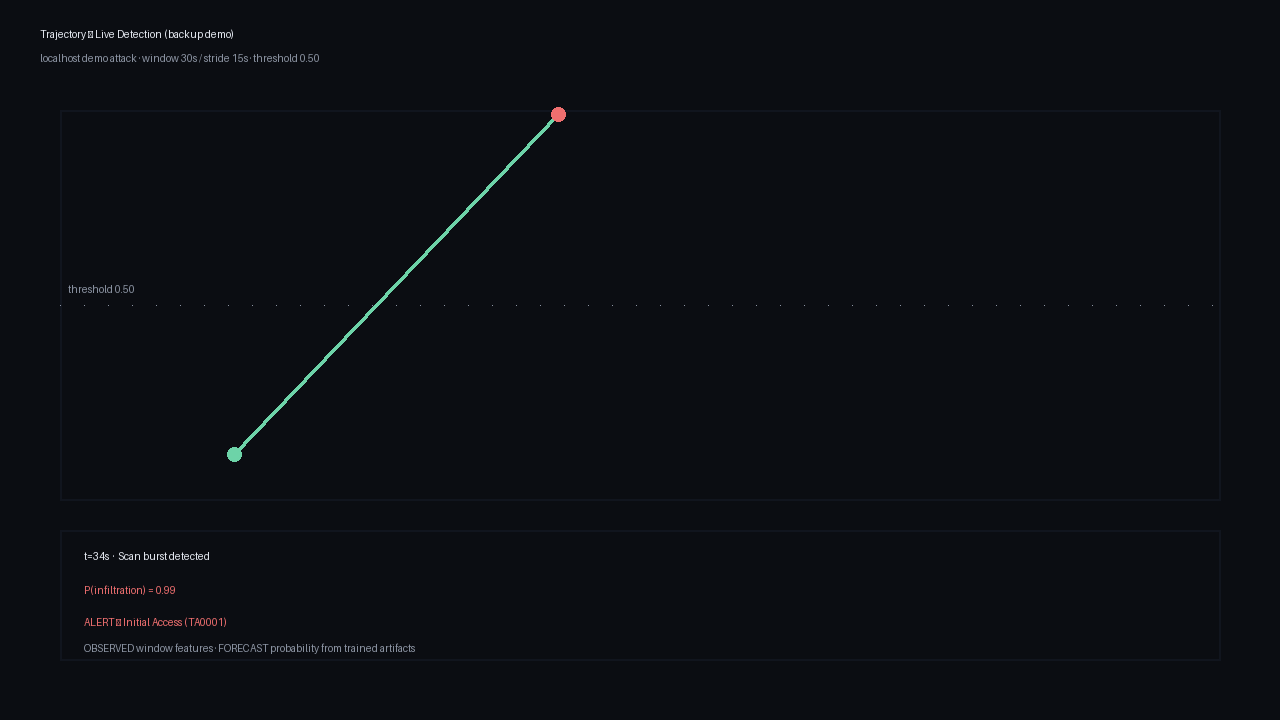 Trajectory ▯ Live Detection (backup demo)
localhost demo attack · window 30s / stride 15s · threshold 0.50
threshold 0.50
t=34s · Scan burst detected
P(infiltration) = 0.99
ALERT ▯ Initial Access (TA0001)
OBSERVED window features · FORECAST probability from trained artifacts